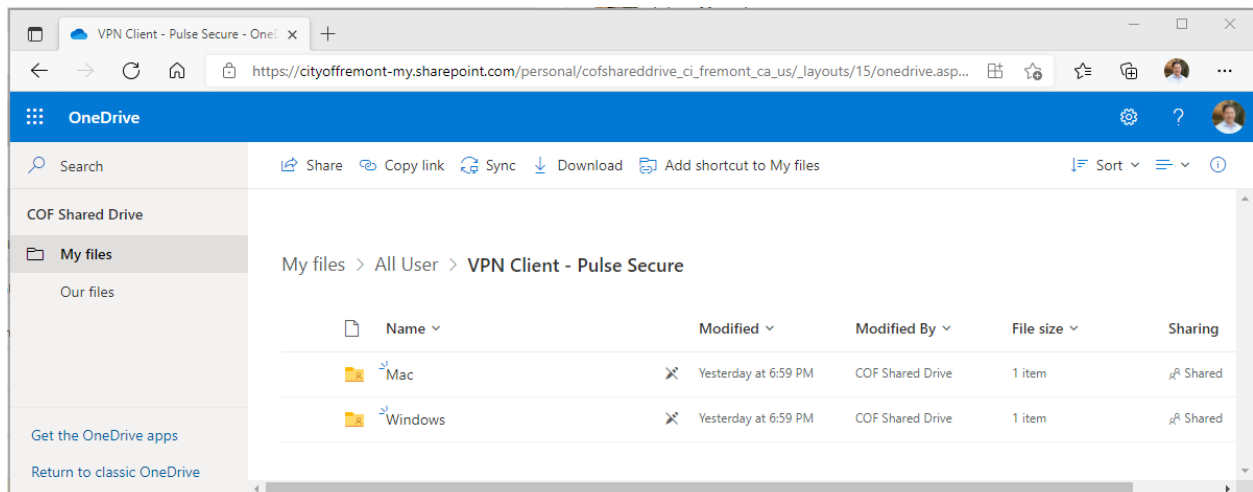 VPN Client - Pulse Secure - One
https://cityoffremont-my.sharepoint.com/personal/cofshareddrive_ci_fremont_ca_us/_layouts/15/onedrive.asp...
OneDrive
Search
Share Copy link Sync Download Add shortcut to My files Sort
COF Shared Drive
My files
Our files
My files > All User > VPN Client - Pulse Secure
Name Modified Modified By File size Sharing
Mac Yesterday at 6:59 PM COF Shared Drive 1 item Shared
Windows Yesterday at 6:59 PM COF Shared Drive 1 item Shared
Get the OneDrive apps
Return to classic OneDrive